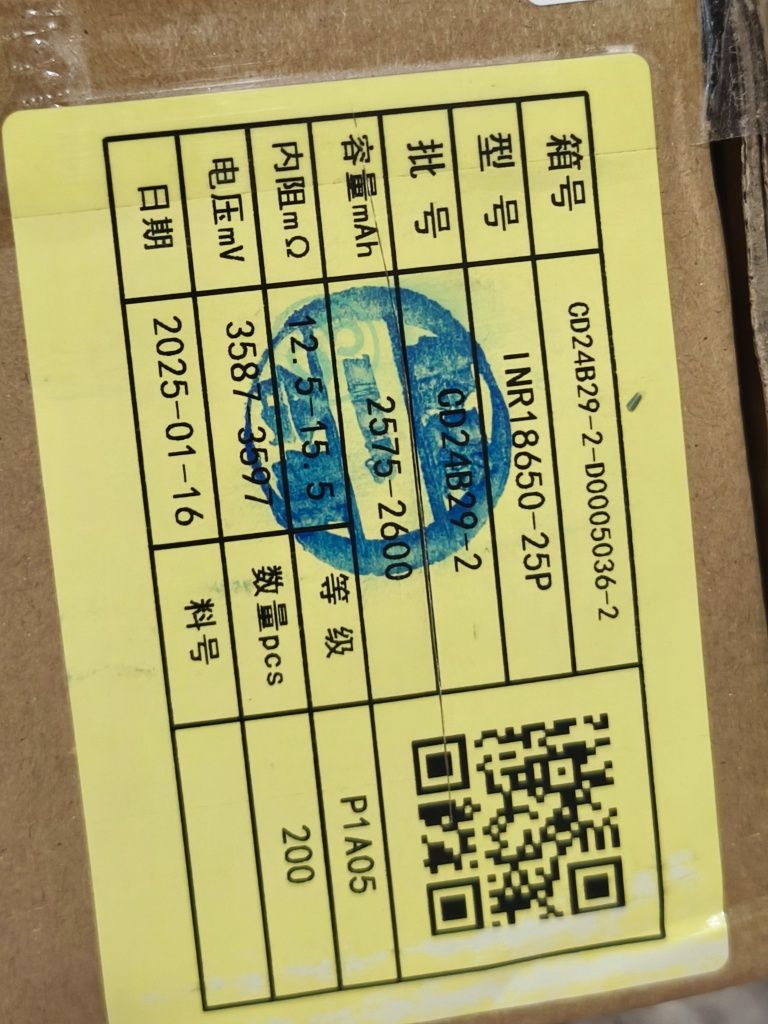 箱号 CD24B29-2-D0005036-2
型号 INR18650-25P
批号 CD24B29-2
容量mAh 2575-2600
内阻mΩ 12.5-15.5 等级 P1A05
电压mV 3587-3597 数量pcs 200
日期 2025-01-16 料号